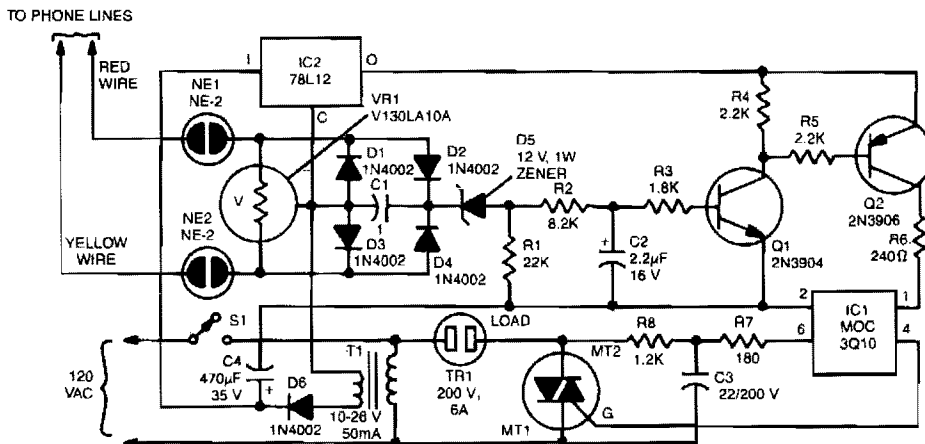 TO PHONE LINES
RED
WIRE
NE1
NE-2
I
IC2
78L12
O
C
VR1
V130LA10A
V
D1
1N4002
D2
1N4002
C1
1
D3
1N4002
D4
1N4002
D5
12 V, 1W
ZENER
R1
22K
R2
8.2K
C2
2.2µF
16 V
+
R3
1.8K
R4
2.2K
R5
2.2K
Q1
2N3904
Q2
2N3906
R6
240Ω
YELLOW
WIRE
NE2
NE-2
S1
120
VAC
C4
470µF
35 V
+
D6
1N4002
T1
10-26 V
50mA
LOAD
TR1
200 V,
6A
MT2
MT1
G
R8
1.2K
R7
180
C3
22/200 V
2
6
IC1
MOC
3Q10
1
4